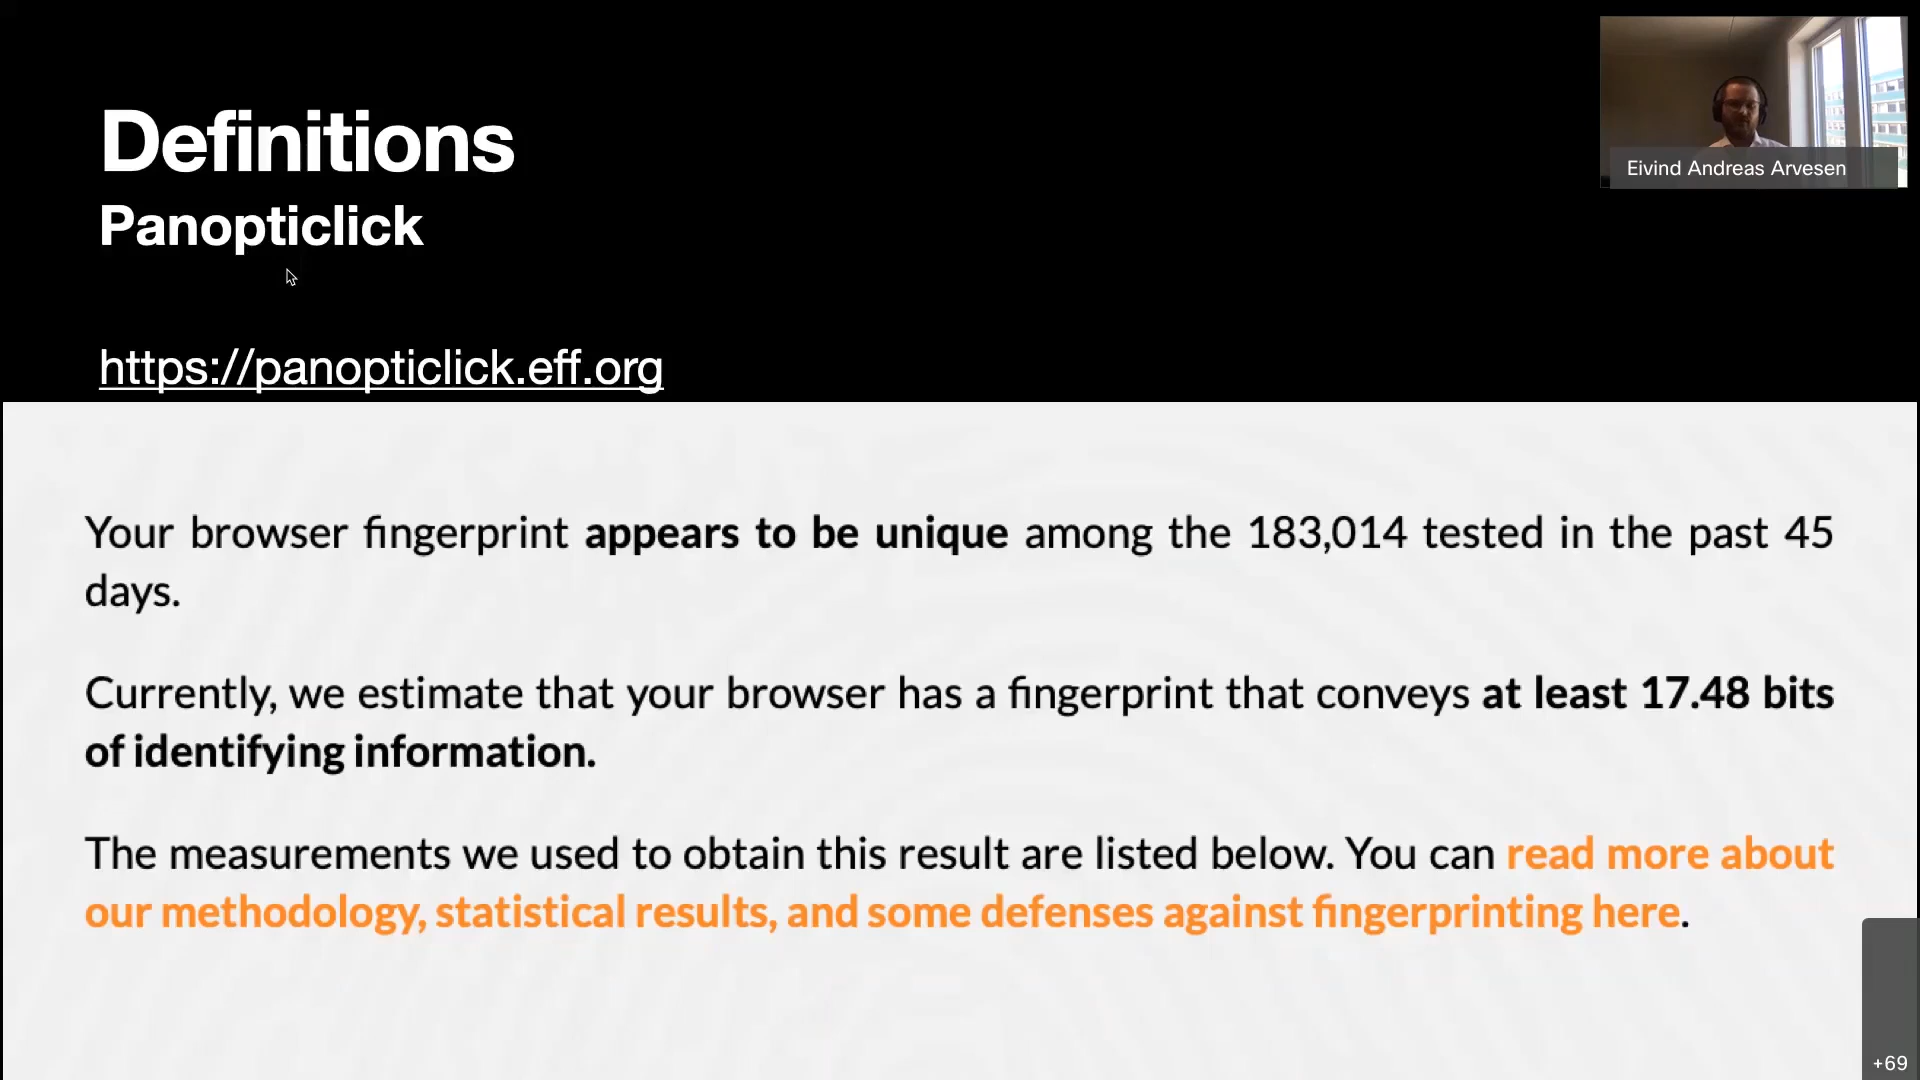 Definitions
Panopticlick
https://panopticlick.eff.org
Eivind Andreas Arvesen
Your browser fingerprint appears to be unique among the 183,014 tested in the past 45
days.
Currently, we estimate that your browser has a fingerprint that conveys at least 17.48 bits
of identifying information.
The measurements we used to obtain this result are listed below. You can read more about
our methodology, statistical results, and some defenses against fingerprinting here.
+69